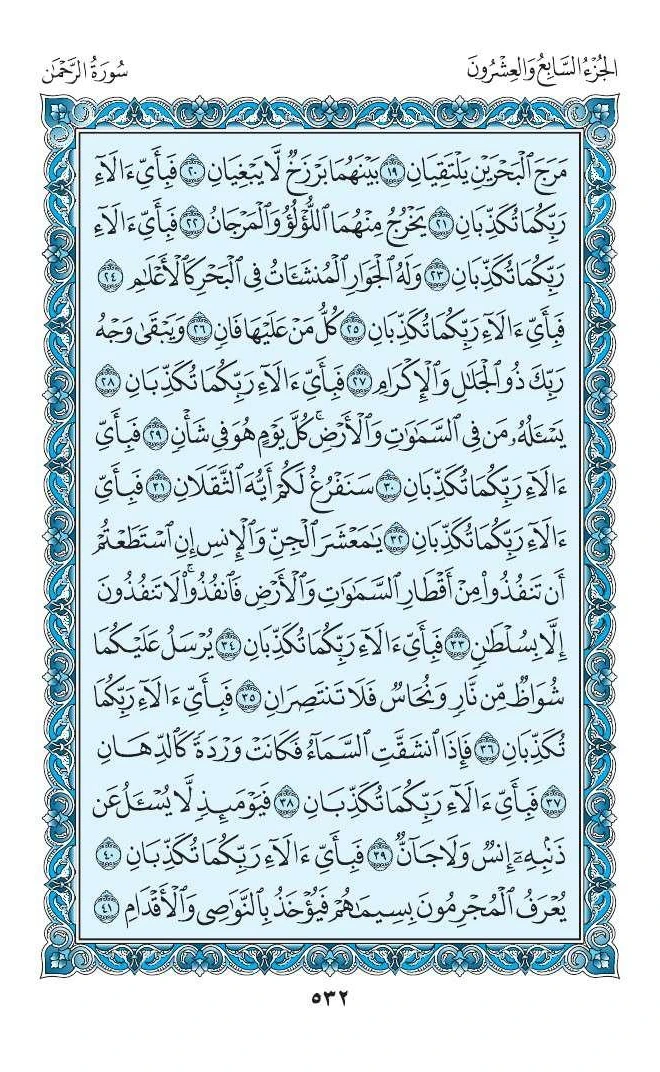 الجُزْءُ السَّابِعُ وَالعِشْرُونَ
سُورَةُ الرَّحْمَٰن
مَرَجَ ٱلْبَحْرَيْنِ يَلْتَقِيَانِ ١٩ بَيْنَهُمَا بَرْزَخٌ لَّا يَبْغِيَانِ ٢٠ فَبِأَيِّ ءَالَآءِ
رَبِّكُمَا تُكَذِّبَانِ ٢١ يَخْرُجُ مِنْهُمَا ٱللُّؤْلُؤُ وَٱلْمَرْجَانُ ٢٢ فَبِأَيِّ ءَالَآءِ
رَبِّكُمَا تُكَذِّبَانِ ٢٣ وَلَهُ ٱلْجَوَارِ ٱلْمُنشَـَٔاتُ فِى ٱلْبَحْرِ كَٱلْأَعْلَٰمِ ٢٤
فَبِأَيِّ ءَالَآءِ رَبِّكُمَا تُكَذِّبَانِ ٢٥ كُلُّ مَنْ عَلَيْهَا فَانٍ ٢٦ وَيَبْقَىٰ وَجْهُ
رَبِّكَ ذُو ٱلْجَلَٰلِ وَٱلْإِكْرَامِ ٢٧ فَبِأَيِّ ءَالَآءِ رَبِّكُمَا تُكَذِّبَانِ ٢٨
يَسْـَٔلُهُۥ مَن فِى ٱلسَّمَٰوَٰتِ وَٱلْأَرْضِ ۚ كُلَّ يَوْمٍ هُوَ فِى شَأْنٍ ٢٩ فَبِأَيِّ
ءَالَآءِ رَبِّكُمَا تُكَذِّبَانِ ٣٠ سَنَفْرُغُ لَكُمْ أَيُّهَ ٱلثَّقَلَانِ ٣١ فَبِأَيِّ
ءَالَآءِ رَبِّكُمَا تُكَذِّبَانِ ٣٢ يَٰمَعْشَرَ ٱلْجِنِّ وَٱلْإِنسِ إِنِ ٱسْتَطَعْتُمْ
أَن تَنفُذُوا۟ مِنْ أَقْطَارِ ٱلسَّمَٰوَٰتِ وَٱلْأَرْضِ فَٱنفُذُوا۟ ۚ لَا تَنفُذُونَ
إِلَّا بِسُلْطَٰنٍ ٣٣ فَبِأَيِّ ءَالَآءِ رَبِّكُمَا تُكَذِّبَانِ ٣٤ يُرْسَلُ عَلَيْكُمَا
شُوَاظٌ مِّن نَّارٍ وَنُحَاسٌ فَلَا تَنتَصِرَانِ ٣٥ فَبِأَيِّ ءَالَآءِ رَبِّكُمَا
تُكَذِّبَانِ ٣٦ فَإِذَا ٱنشَقَّتِ ٱلسَّمَآءُ فَكَانَتْ وَرْدَةً كَٱلدِّهَانِ
٣٧ فَبِأَيِّ ءَالَآءِ رَبِّكُمَا تُكَذِّبَانِ ٣٨ فَيَوْمَئِذٍ لَّا يُسْـَٔلُ عَن
ذَنۢبِهِۦٓ إِنسٌ وَلَا جَآنٌّ ٣٩ فَبِأَيِّ ءَالَآءِ رَبِّكُمَا تُكَذِّبَانِ ٤٠
يُعْرَفُ ٱلْمُجْرِمُونَ بِسِيمَٰهُمْ فَيُؤْخَذُ بِٱلنَّوَٰصِى وَٱلْأَقْدَامِ ٤١
٥٣٢